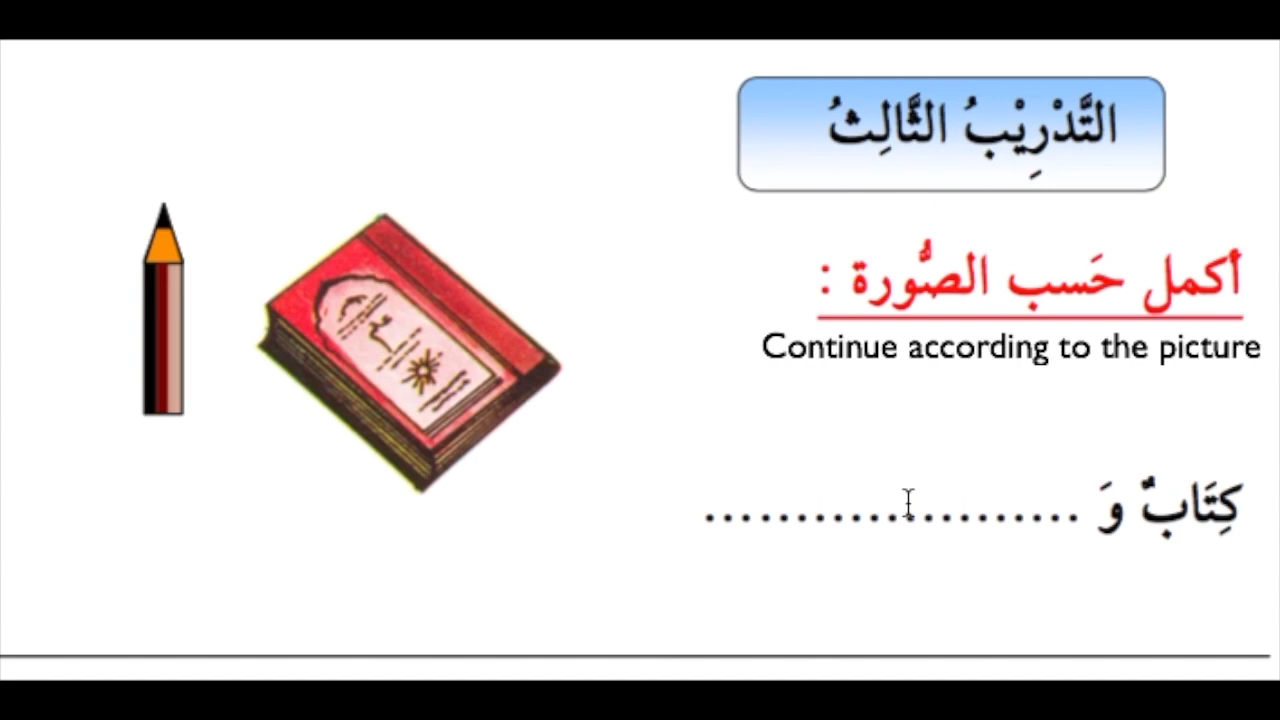 التَّدْرِيْبُ الثَّالِثُ
أكمل حَسب الصُّورة :
Continue according to the picture
كِتَابٌ وَ .....................